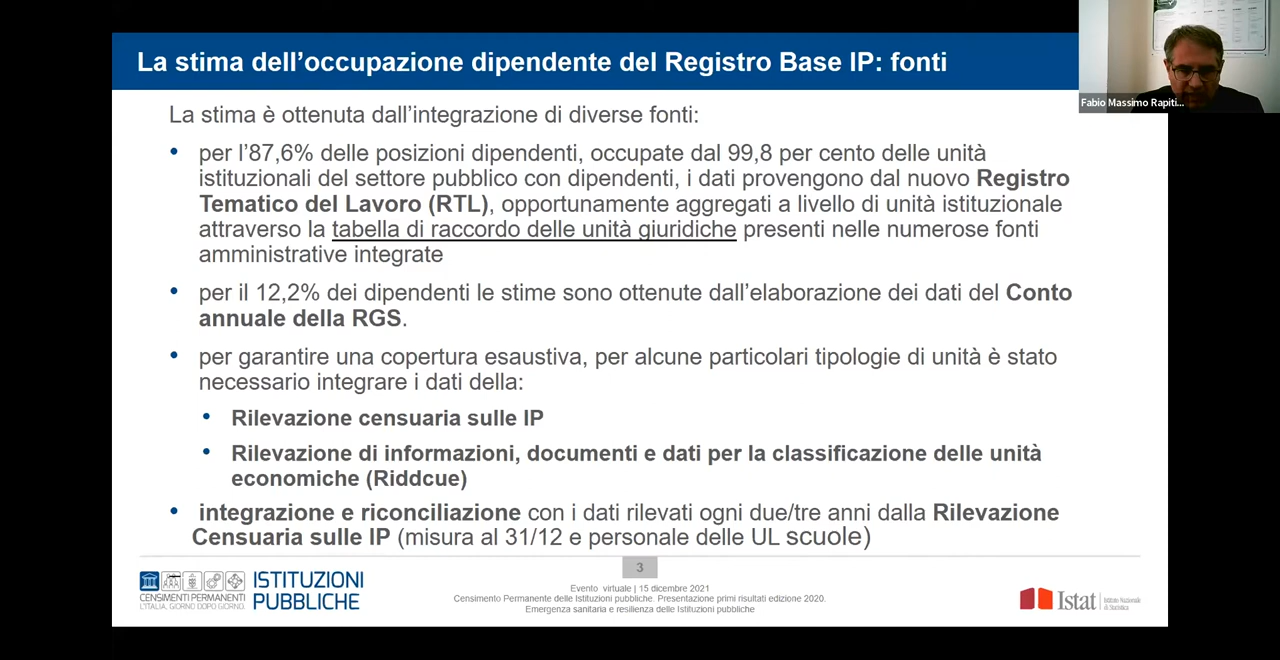 La stima dell'occupazione dipendente del Registro Base IP: fonti
Fabio Massimo Rapiti...
La stima è ottenuta dall'integrazione di diverse fonti:
• per l'87,6% delle posizioni dipendenti, occupate dal 99,8 per cento delle unità
istituzionali del settore pubblico con dipendenti, i dati provengono dal nuovo Registro
Tematico del Lavoro (RTL), opportunamente aggregati a livello di unità istituzionale
attraverso la tabella di raccordo delle unità giuridiche presenti nelle numerose fonti
amministrative integrate
• per il 12,2% dei dipendenti le stime sono ottenute dall'elaborazione dei dati del Conto
annuale della RGS.
• per garantire una copertura esaustiva, per alcune particolari tipologie di unità è stato
necessario integrare i dati della:
• Rilevazione censuaria sulle IP
• Rilevazione di informazioni, documenti e dati per la classificazione delle unità
economiche (Riddcue)
• integrazione e riconciliazione con i dati rilevati ogni due/tre anni dalla Rilevazione
Censuaria sulle IP (misura al 31/12 e personale delle UL scuole)
3
CENSIMENTI PERMANENTI
L'ITALIA, GIORNO DOPO GIORNO.
ISTITUZIONI
PUBBLICHE
Evento virtuale | 15 dicembre 2021
Censimento Permanente delle Istituzioni pubbliche. Presentazione primi risultati edizione 2020.
Emergenza sanitaria e resilienza delle Istituzioni pubbliche
Istat
Istituto Nazionale
di Statistica